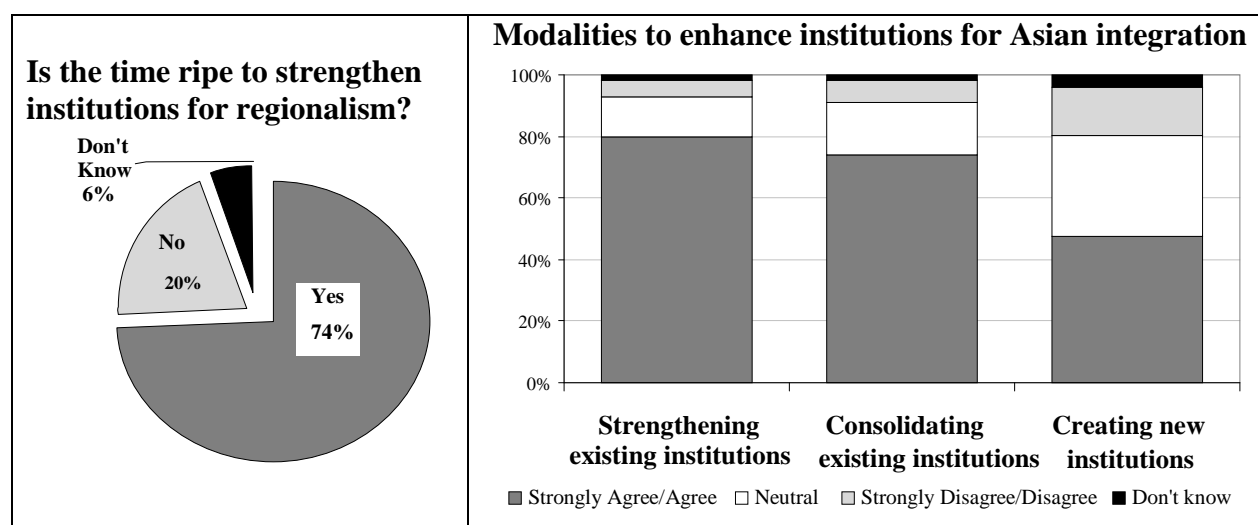 Is the time ripe to strengthen
institutions for regionalism?
Don't
Know
6%
No
20%
Yes
74%
Modalities to enhance institutions for Asian integration
100%
80%
60%
40%
20%
0%
Strengthening
existing institutions
Consolidating
existing institutions
Creating new
institutions
Strongly Agree/Agree Neutral Strongly Disagree/Disagree Don't know